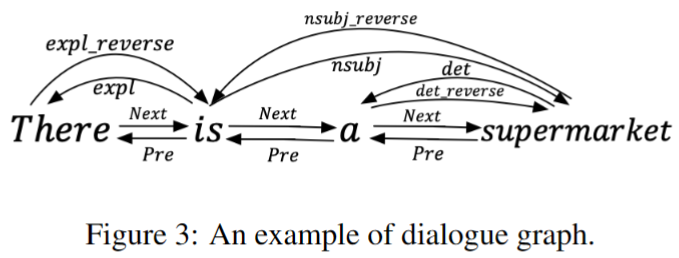 nsubj_reverse
expl_reverse
nsubj
det
expl
det_reverse
Next Next Next
There is a supermarket
Pre Pre Pre
Figure 3: An example of dialogue graph.